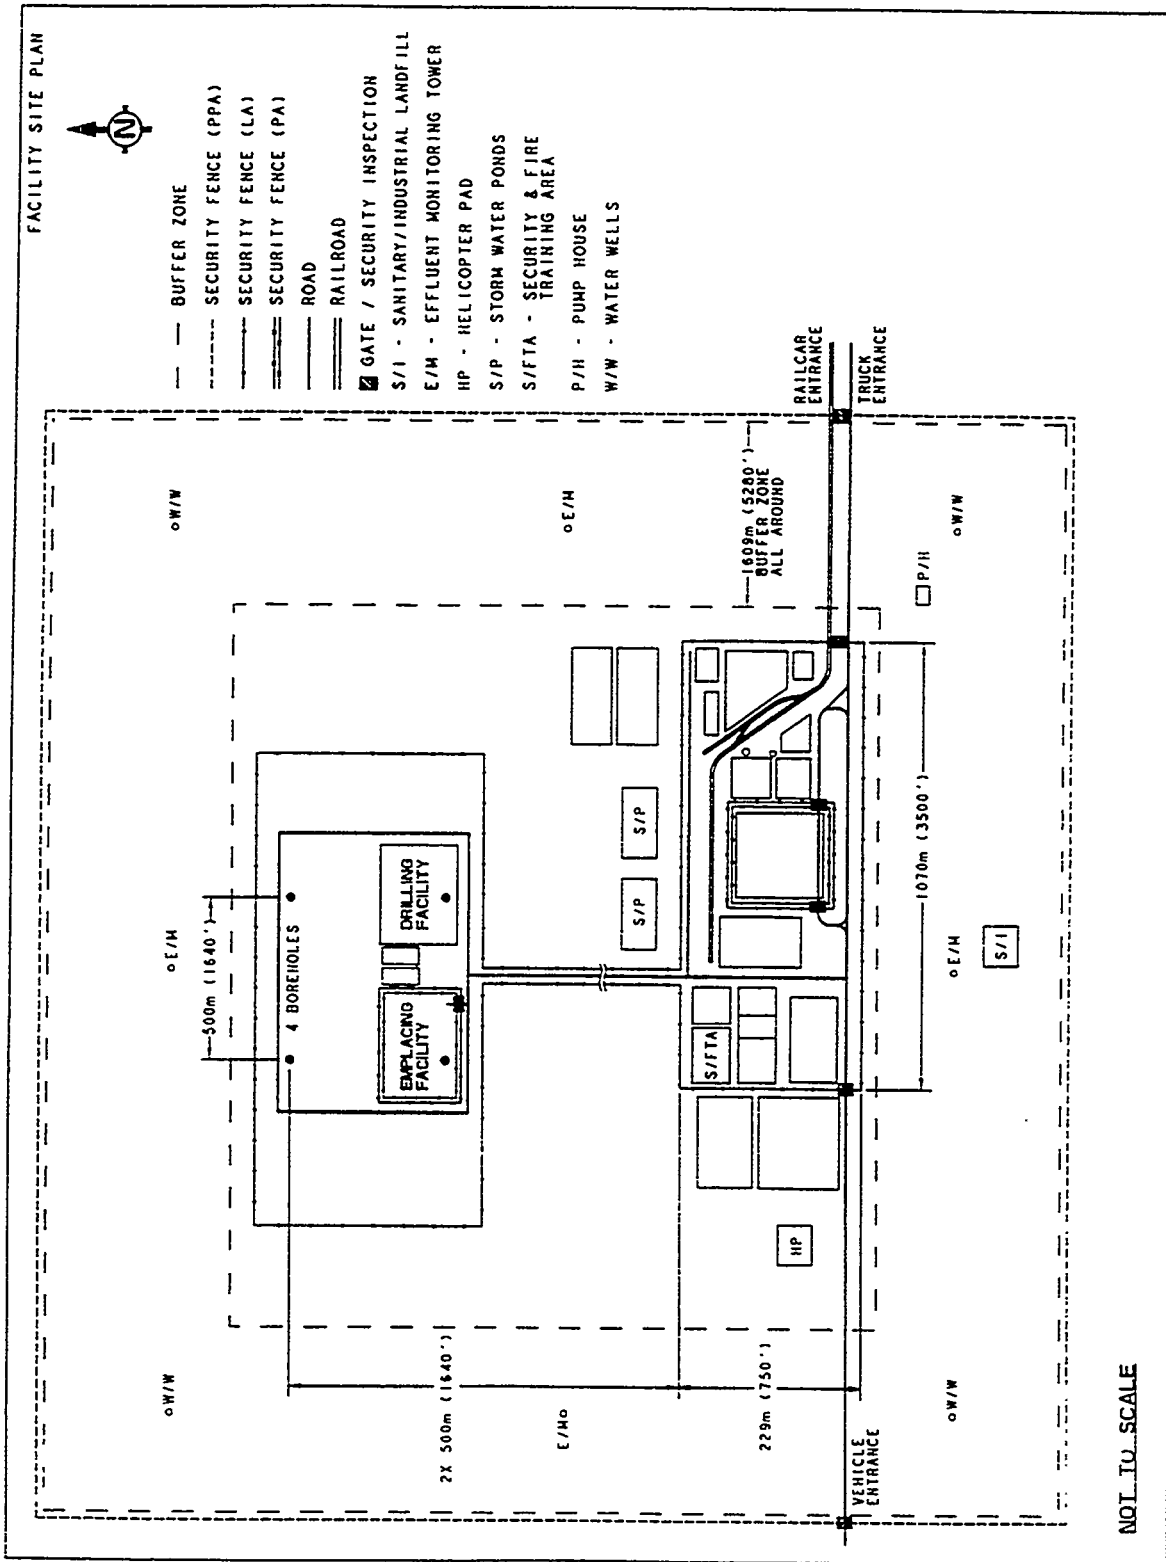 FACILITY SITE PLAN
N
BUFFER ZONE
SECURITY FENCE (PPA)
SECURITY FENCE (LA)
SECURITY FENCE (PA)
ROAD
RAILROAD
GATE / SECURITY INSPECTION
S/I - SANITARY/INDUSTRIAL LANDFILL
E/M - EFFLUENT MONITORING TOWER
HP - HELICOPTER PAD
S/P - STORM WATER PONDS
S/FTA - SECURITY & FIRE
TRAINING AREA
P/H - PUMP HOUSE
W/W - WATER WELLS
W/W
E/M
W/W
500m (1640')
4 BOREHOLES
EMPLACING
FACILITY
DRILLING
FACILITY
2X 500m (1640')
E/M
E/M
S/P
S/P
1609m (5280')
BUFFER ZONE
ALL AROUND
RAILCAR
ENTRANCE
TRUCK
ENTRANCE
229m (750')
HP
S/FTA
VEHICLE
ENTRANCE
1070m (3500')
P/H
W/W
E/M
W/W
S/I
NOT TO SCALE